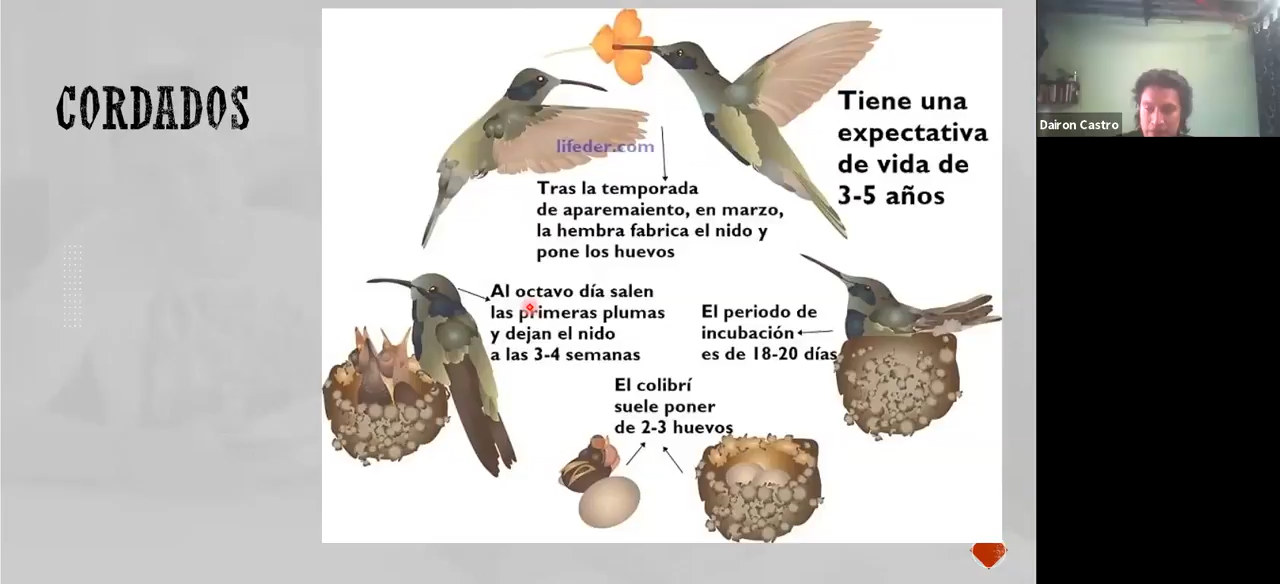 CORDADOS
lifeder.com
Tiene una
expectativa
de vida de
3-5 años
Tras la temporada
de aparemaiento, en marzo,
la hembra fabrica el nido y
pone los huevos
Al octavo día salen
las primeras plumas
y dejan el nido
a las 3-4 semanas
El periodo de
incubación
es de 18-20 días
El colibrí
suele poner
de 2-3 huevos
Dairon Castro